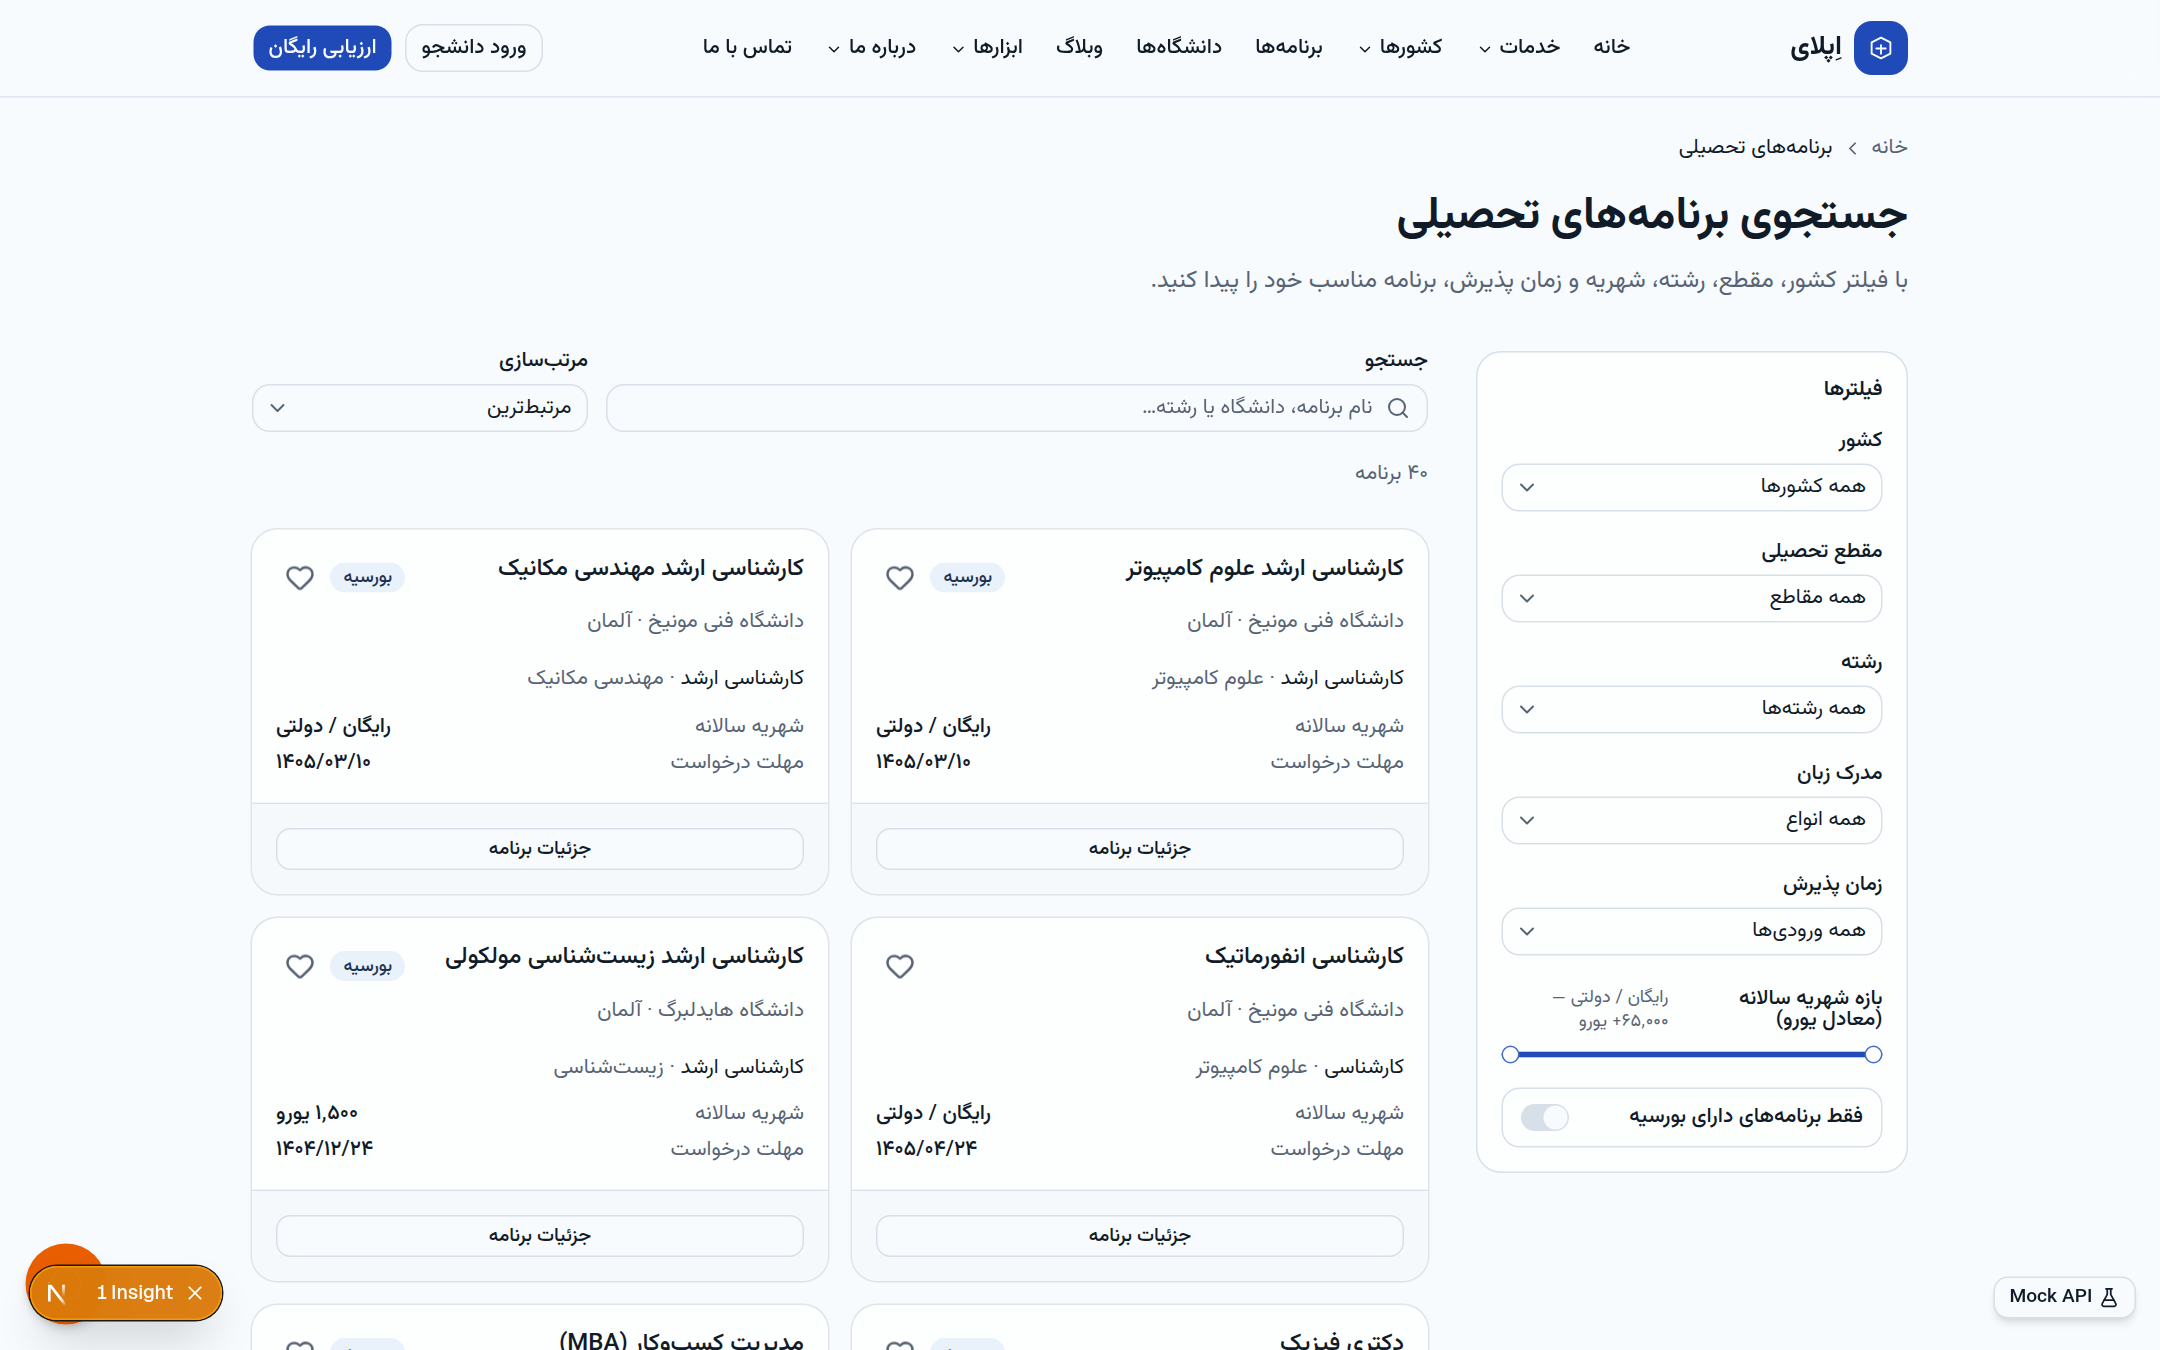 اِپلای
خانه
خدمات
کشورها
برنامه‌ها
دانشگاه‌ها
وبلاگ
ابزارها
درباره ما
تماس با ما
ورود دانشجو
ارزیابی رایگان
خانه
برنامه‌های تحصیلی
جستجوی برنامه‌های تحصیلی
با فیلتر کشور، مقطع، رشته، شهریه و زمان پذیرش، برنامه مناسب خود را پیدا کنید.
فیلترها
کشور
همه کشورها
مقطع تحصیلی
همه مقاطع
رشته
همه رشته‌ها
مدرک زبان
همه انواع
زمان پذیرش
همه ورودی‌ها
بازه شهریه سالانه
(معادل یورو)
رایگان / دولتی —
۶۵,۰۰۰+ یورو
فقط برنامه‌های دارای بورسیه
جستجو
نام برنامه، دانشگاه یا رشته...
مرتب‌سازی
مرتبط‌ترین
۴۰ برنامه
کارشناسی ارشد علوم کامپیوتر
بورسیه
دانشگاه فنی مونیخ · آلمان
کارشناسی ارشد · علوم کامپیوتر
شهریه سالانه
رایگان / دولتی
مهلت درخواست
۱۴۰۵/۰۳/۱۰
جزئیات برنامه
کارشناسی ارشد مهندسی مکانیک
بورسیه
دانشگاه فنی مونیخ · آلمان
کارشناسی ارشد · مهندسی مکانیک
شهریه سالانه
رایگان / دولتی
مهلت درخواست
۱۴۰۵/۰۳/۱۰
جزئیات برنامه
کارشناسی انفورماتیک
دانشگاه فنی مونیخ · آلمان
کارشناسی · علوم کامپیوتر
شهریه سالانه
رایگان / دولتی
مهلت درخواست
۱۴۰۵/۰۴/۲۴
جزئیات برنامه
کارشناسی ارشد زیست‌شناسی مولکولی
بورسیه
دانشگاه هایدلبرگ · آلمان
کارشناسی ارشد · زیست‌شناسی
شهریه سالانه
۱,۵۰۰ یورو
مهلت درخواست
۱۴۰۴/۱۲/۲۴
جزئیات برنامه
دکتری فیزیک
مدیریت کسب‌وکار (MBA)
1 Insight
Mock API